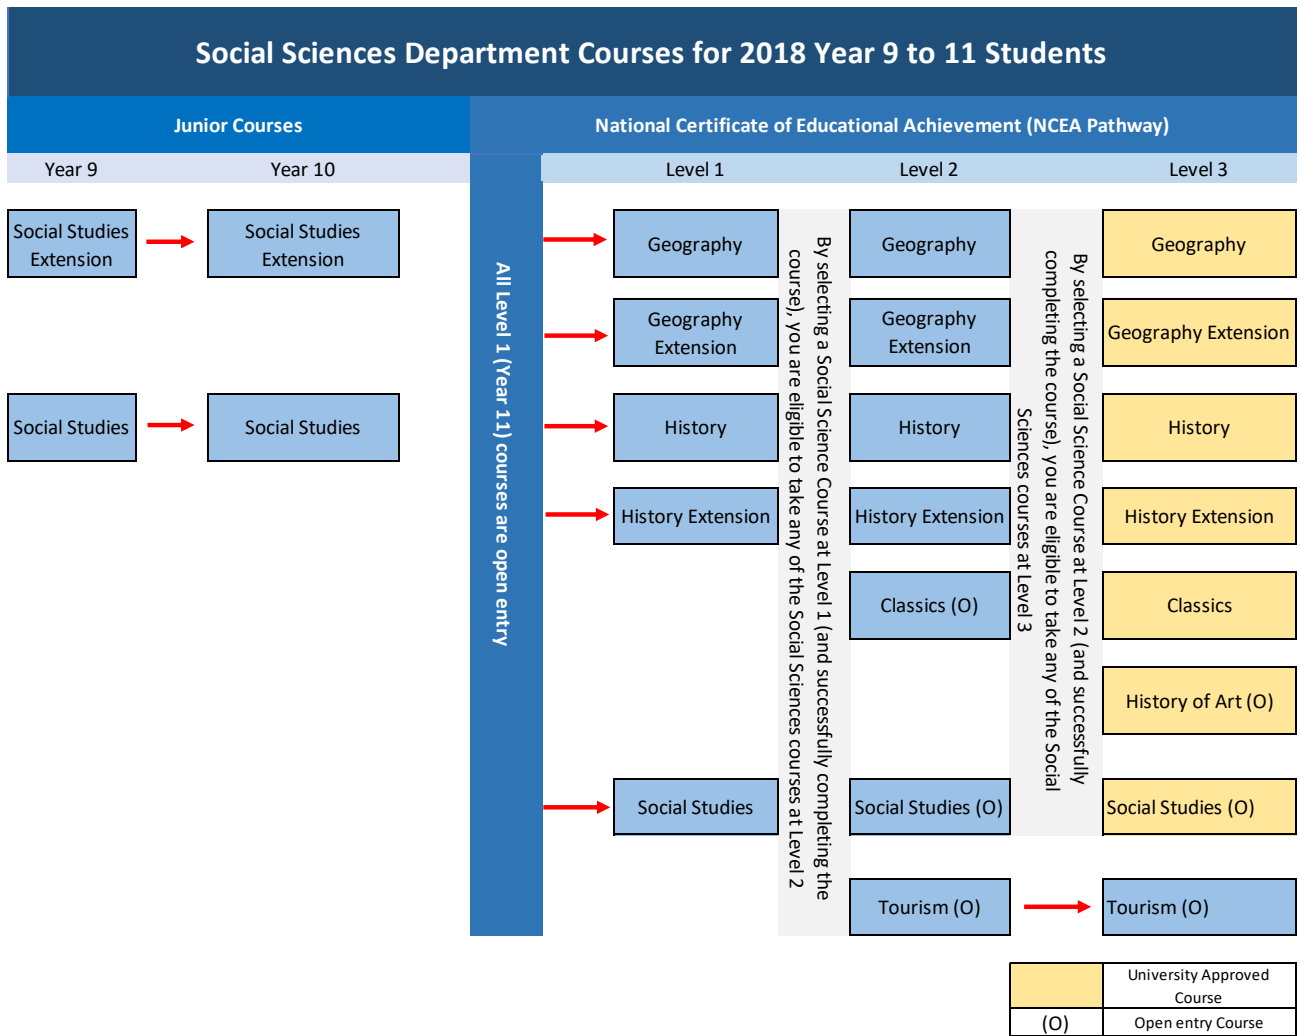 Social Sciences Department Courses for 2018 Year 9 to 11 Students
Junior Courses
National Certificate of Educational Achievement (NCEA Pathway)
Year 9
Year 10
Level 1
Level 2
Level 3
Social Studies
Extension
Social Studies
Extension
Social Studies
Social Studies
All Level 1 (Year 11) courses are open entry
Geography
Geography
Extension
History
History Extension
Social Studies
By selecting a Social Science Course at Level 1 (and successfully completing the
course), you are eligible to take any of the Social Sciences courses at Level 2
Geography
Geography
Extension
History
History Extension
Classics (O)
Social Studies (O)
Tourism (O)
By selecting a Social Science Course at Level 2 (and successfully
completing the course), you are eligible to take any of the Social
Sciences courses at Level 3
Geography
Geography Extension
History
History Extension
Classics
History of Art (O)
Social Studies (O)
Tourism (O)
University Approved
Course
(O)
Open entry Course